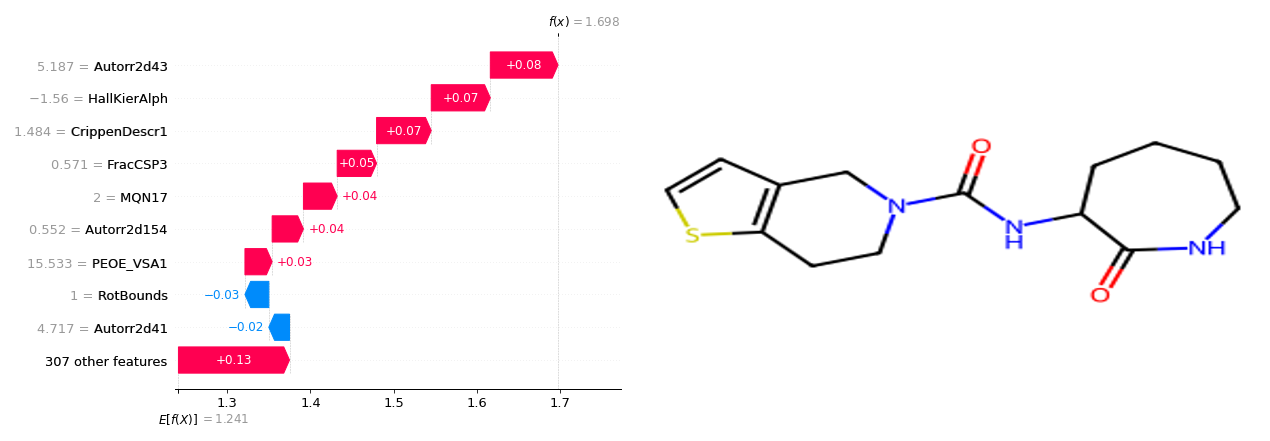 f(x) = 1.698
5.187 = Autorr2d43
+0.08
−1.56 = HallKierAlph
+0.07
1.484 = CrippenDescr1
+0.07
0.571 = FracCSP3
+0.05
2 = MQN17
+0.04
0.552 = Autorr2d154
+0.04
15.533 = PEOE_VSA1
+0.03
1 = RotBounds
−0.03
4.717 = Autorr2d41
−0.02
307 other features
+0.13
1.3 1.4 1.5 1.6 1.7
E[f(X)] = 1.241
O
N
S
N
H
NH
O